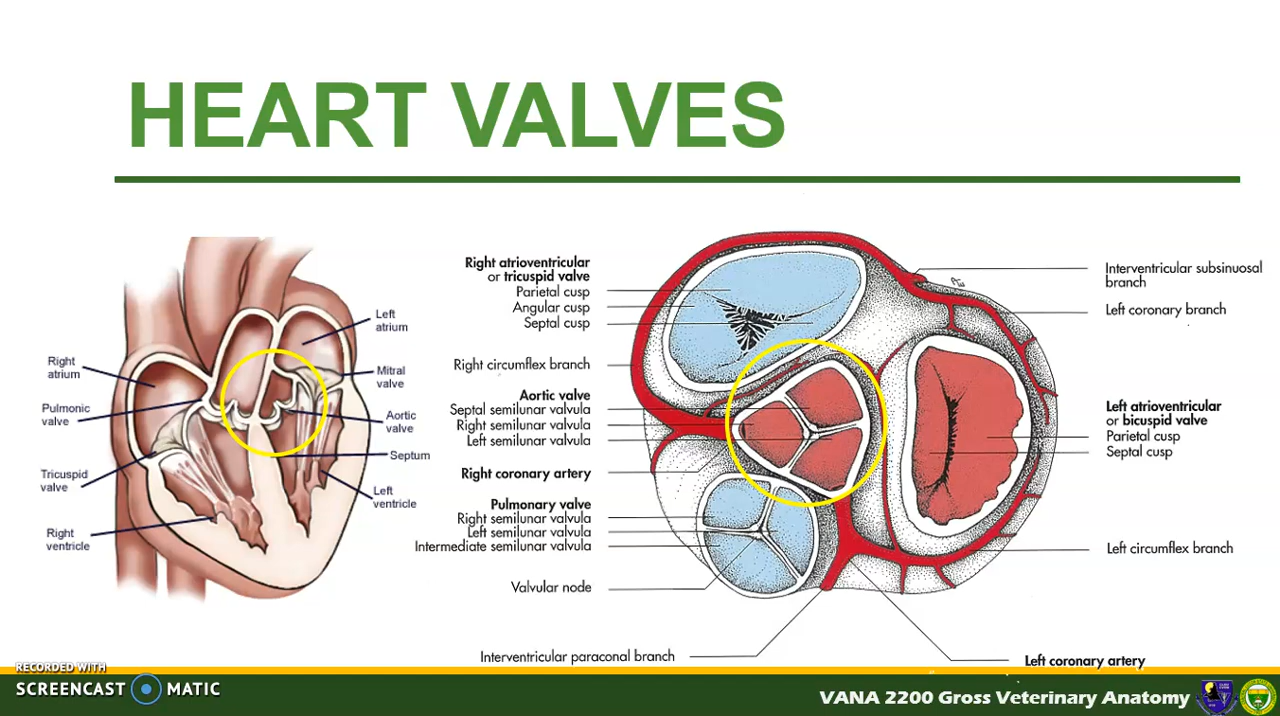 HEART VALVES
Left
atrium
Right
atrium
Mitral
valve
Pulmonic
valve
Aortic
valve
Septum
Tricuspid
valve
Left
ventricle
Right
ventricle
Right atrioventricular
or tricuspid valve
Parietal cusp
Angular cusp
Septal cusp
Right circumflex branch
Aortic valve
Septal semilunar valvula
Right semilunar valvula
Left semilunar valvula
Right coronary artery
Pulmonary valve
Right semilunar valvula
Left semilunar valvula
Intermediate semilunar valvula
Valvular node
Interventricular paraconal branch
Interventricular subsinuosal
branch
Left coronary branch
Left atrioventricular
or bicuspid valve
Parietal cusp
Septal cusp
Left circumflex branch
Left coronary artery
RECORDED WITH
SCREENCAST MATIC
VANA 2200 Gross Veterinary Anatomy